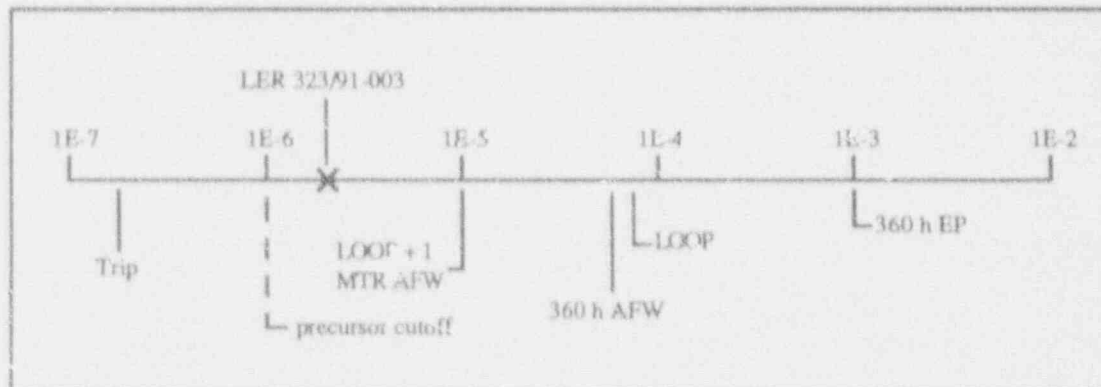 LER 323/91-003
1E-7 1E-6 1E-5 1E-4 1E-3 1E-2
Trip
LOOP + 1
MTR AFW
LOOP
360 h EP
360 h AFW
precursor cutoff